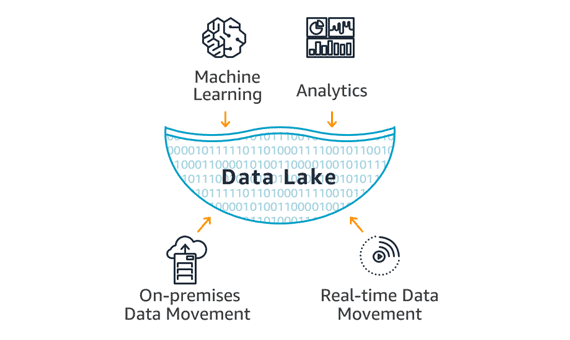 Machine
Learning
Analytics
Data Lake
On-premises
Data Movement
Real-time Data
Movement